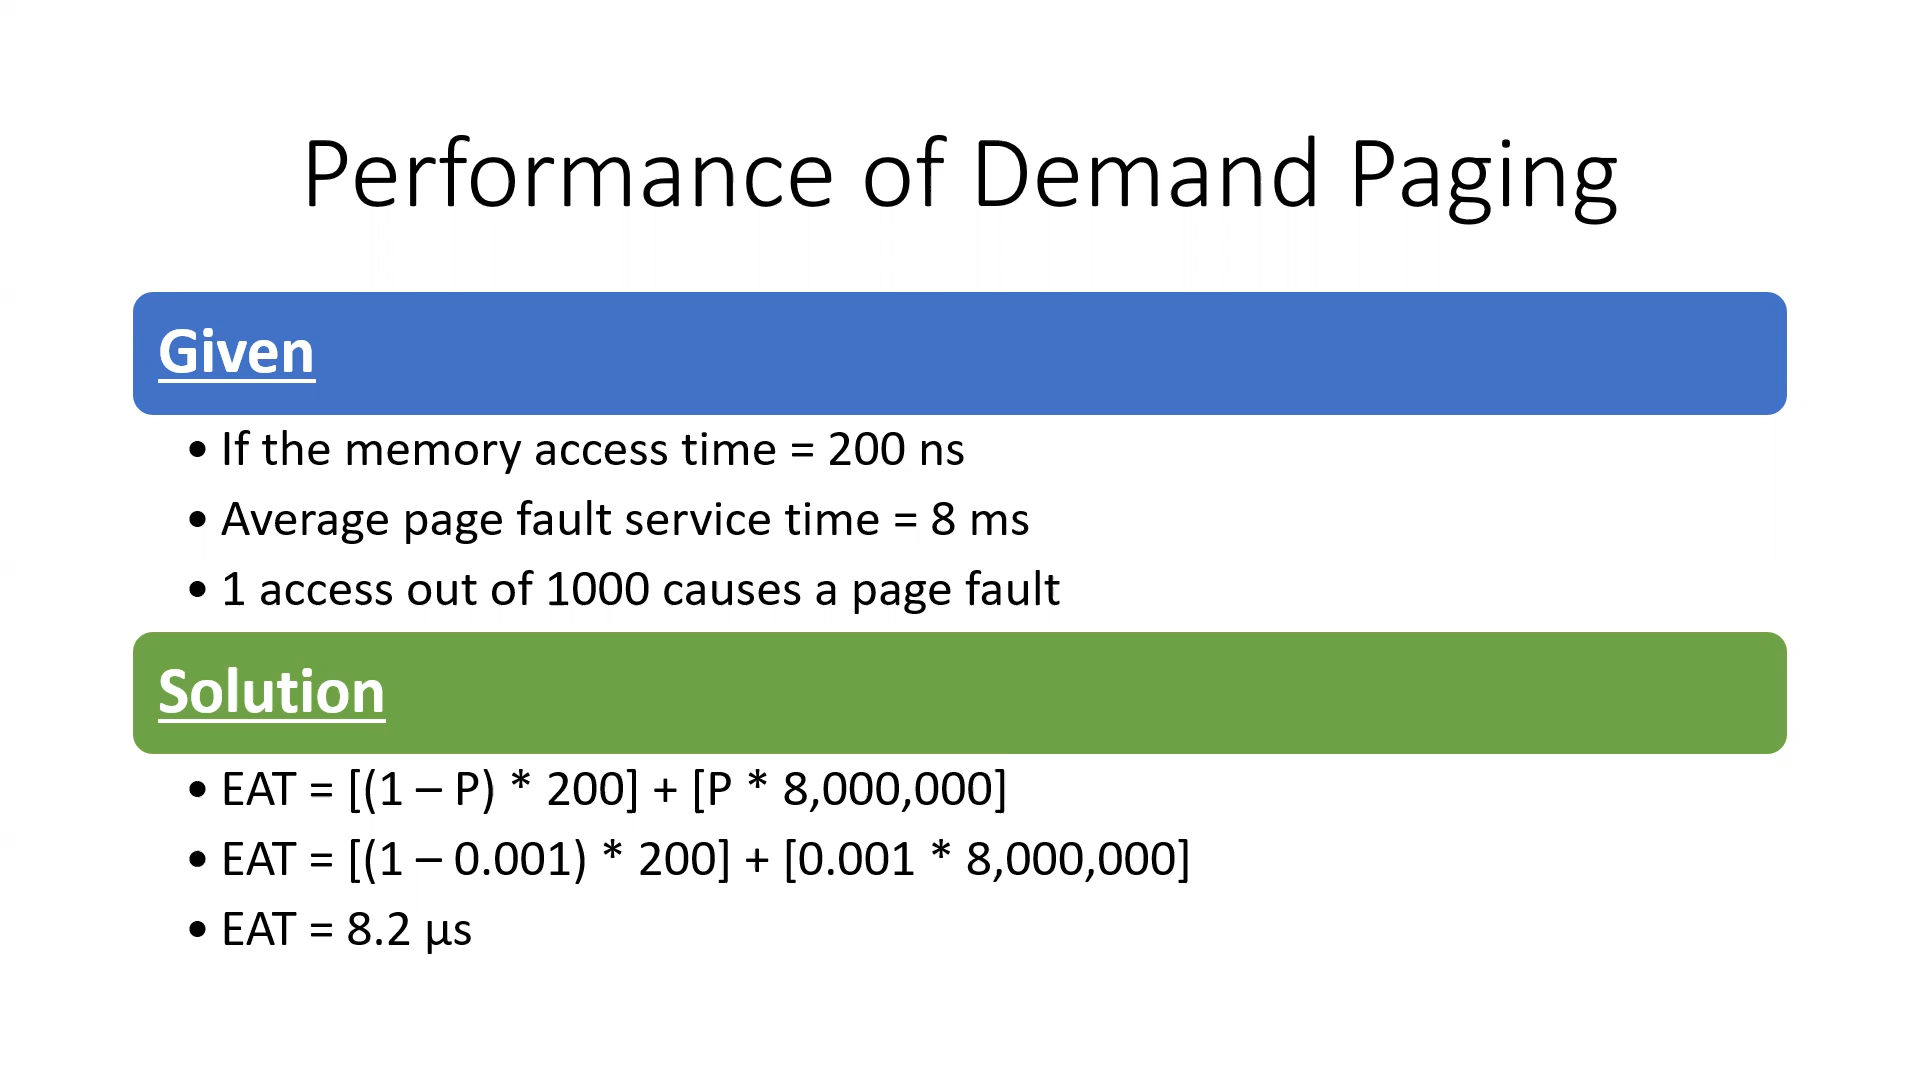 Performance of Demand Paging
Given
• If the memory access time = 200 ns
• Average page fault service time = 8 ms
• 1 access out of 1000 causes a page fault
Solution
• EAT = [(1 – P) * 200] + [P * 8,000,000]
• EAT = [(1 – 0.001) * 200] + [0.001 * 8,000,000]
• EAT = 8.2 µs